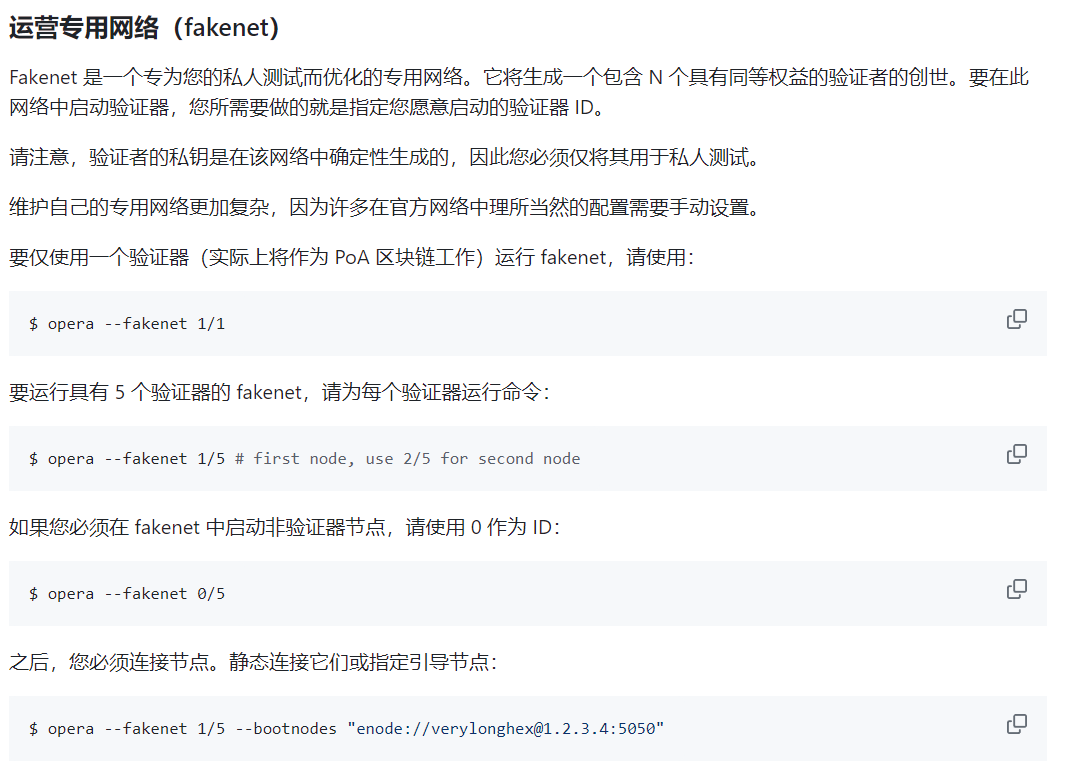 运营专用网络（fakenet）
Fakenet 是一个专为您的私人测试而优化的专用网络。它将生成一个包含 N 个具有同等权益的验证者的创世。要在此
网络中启动验证器，您所需要做的就是指定您愿意启动的验证器 ID。
请注意，验证者的私钥是在该网络中确定性生成的，因此您必须仅将其用于私人测试。
维护自己的专用网络更加复杂，因为许多在官方网络中理所当然的配置需要手动设置。
要仅使用一个验证器（实际上将作为 PoA 区块链工作）运行 fakenet，请使用：
$ opera --fakenet 1/1
要运行具有 5 个验证器的 fakenet，请为每个验证器运行命令：
$ opera --fakenet 1/5 # first node, use 2/5 for second node
如果您必须在 fakenet 中启动非验证器节点，请使用 0 作为 ID：
$ opera --fakenet 0/5
之后，您必须连接节点。静态连接它们或指定引导节点：
$ opera --fakenet 1/5 --bootnodes "enode://verylonghex@1.2.3.4:5050"